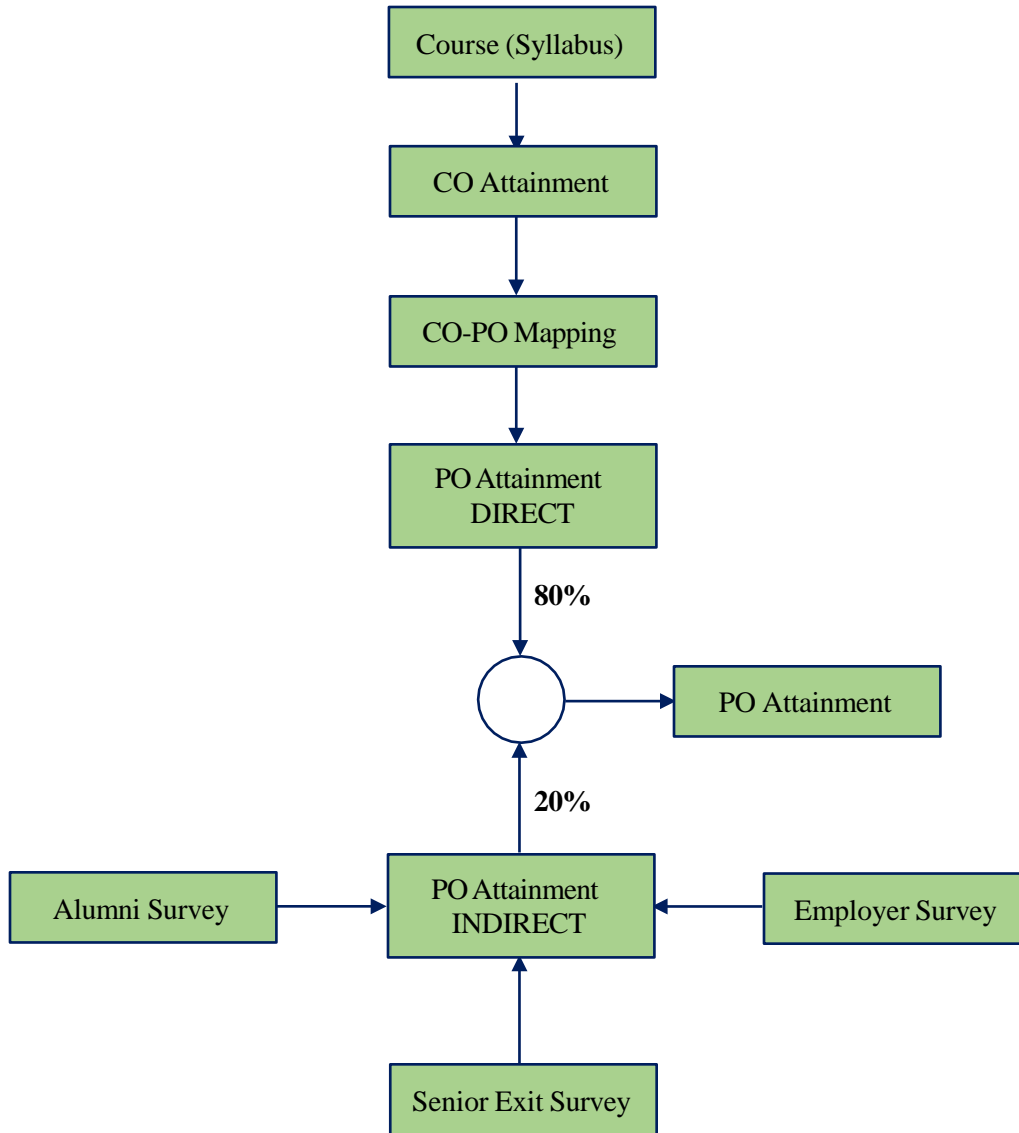 Course (Syllabus)
CO Attainment
CO-PO Mapping
PO Attainment
DIRECT
80%
PO Attainment
20%
Alumni Survey
PO Attainment
INDIRECT
Employer Survey
Senior Exit Survey